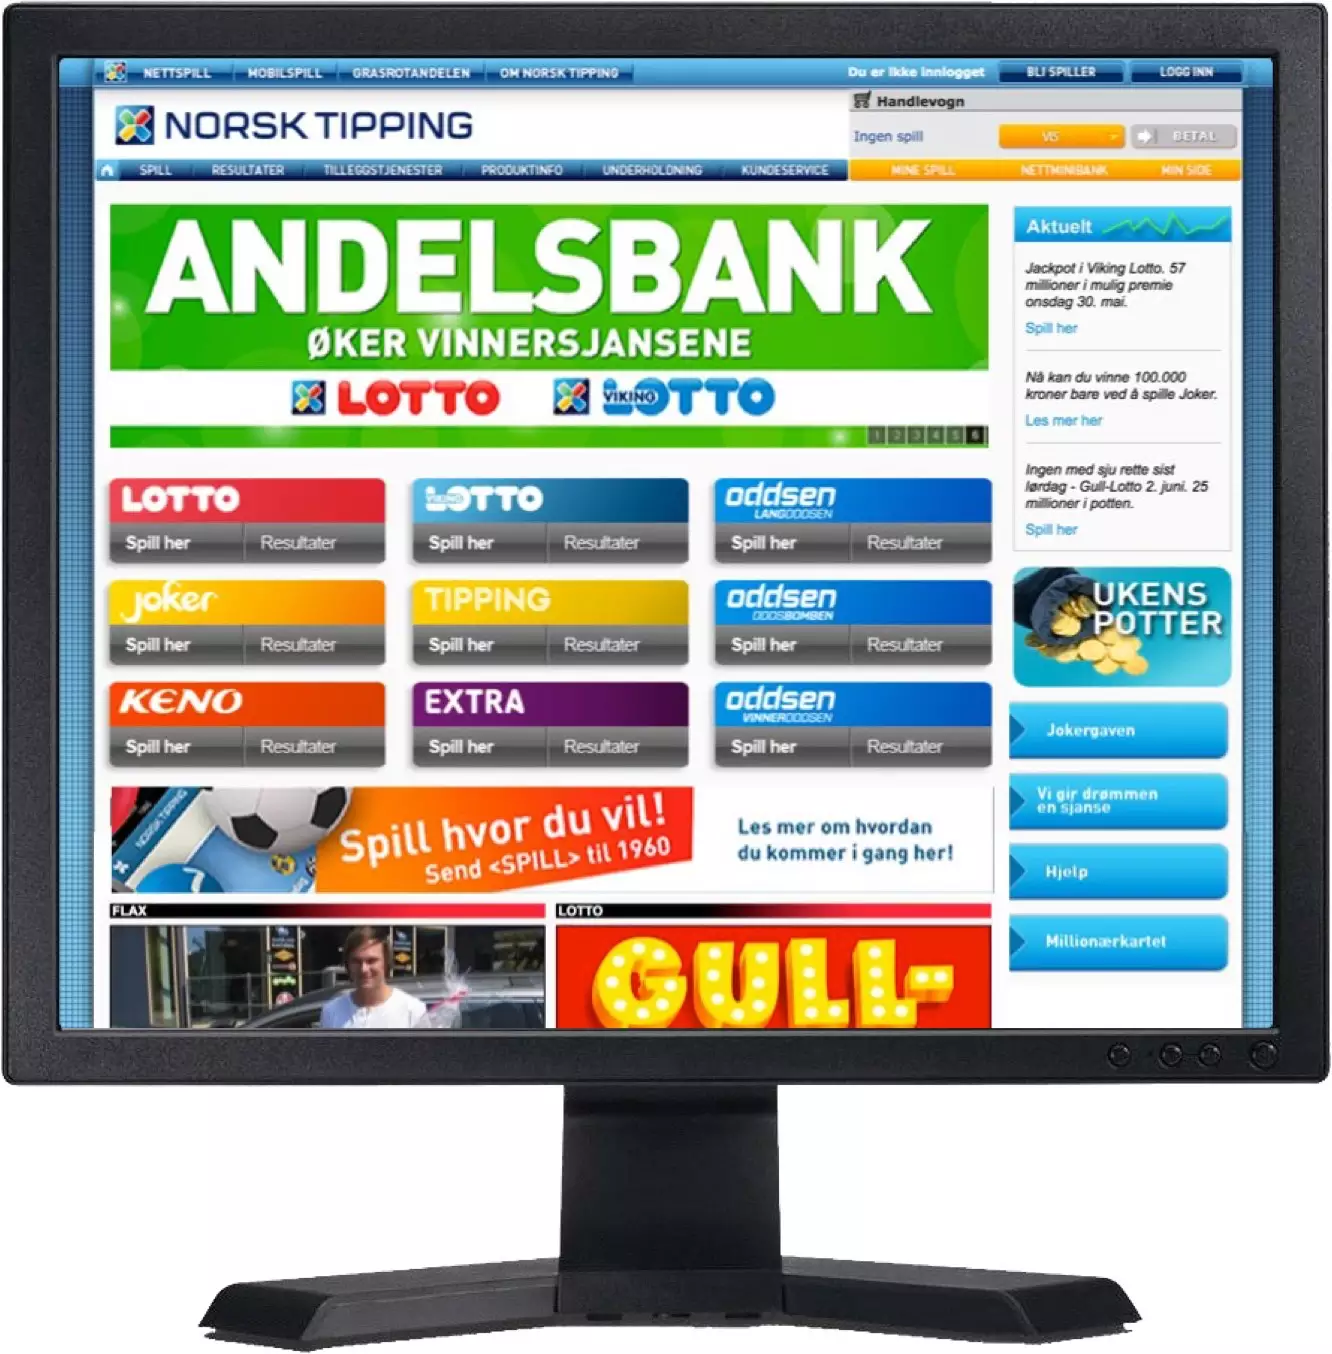 NETTSPILL MOBILSPILL GRASROTANDELEN OM NORSK TIPPING Du er ikke innlogget BLI SPILLER LOGG INN
NORSK TIPPING
Handlevogn
Ingen spill VIS BETAL
SPILL RESULTATER TILLEGGSTJENESTER PRODUKTINFO UNDERHOLDNING KUNDESERVICE MINE SPILL NETTMINIBANK MIN SIDE
ANDELSBANK
ØKER VINNERSJANSENE
LOTTO VIKING LOTTO
1 2 3 4 5 6
Aktuelt
Jackpot i Viking Lotto. 57
millioner i mulig premie
onsdag 30. mai.
Spill her
Nå kan du vinne 100.000
kroner bare ved å spille Joker.
Les mer her
Ingen med sju rette sist
lørdag - Gull-Lotto 2. juni. 25
millioner i potten.
Spill her
LOTTO
Spill her Resultater
VIKING LOTTO
Spill her Resultater
oddsen
LANGODDSEN
Spill her Resultater
joker
Spill her Resultater
TIPPING
Spill her Resultater
oddsen
ODDSBOMBEN
Spill her Resultater
KENO
Spill her Resultater
EXTRA
Spill her Resultater
oddsen
VINNERODDSEN
Spill her Resultater
UKENS
POTTER
Jokergaven
Vi gir drømmen
en sjanse
Hjelp
Millionærkartet
NORSK TIPPING
Spill hvor du vil!
Send <SPILL> til 1960
Les mer om hvordan
du kommer i gang her!
FLAX
LOTTO
GULL-